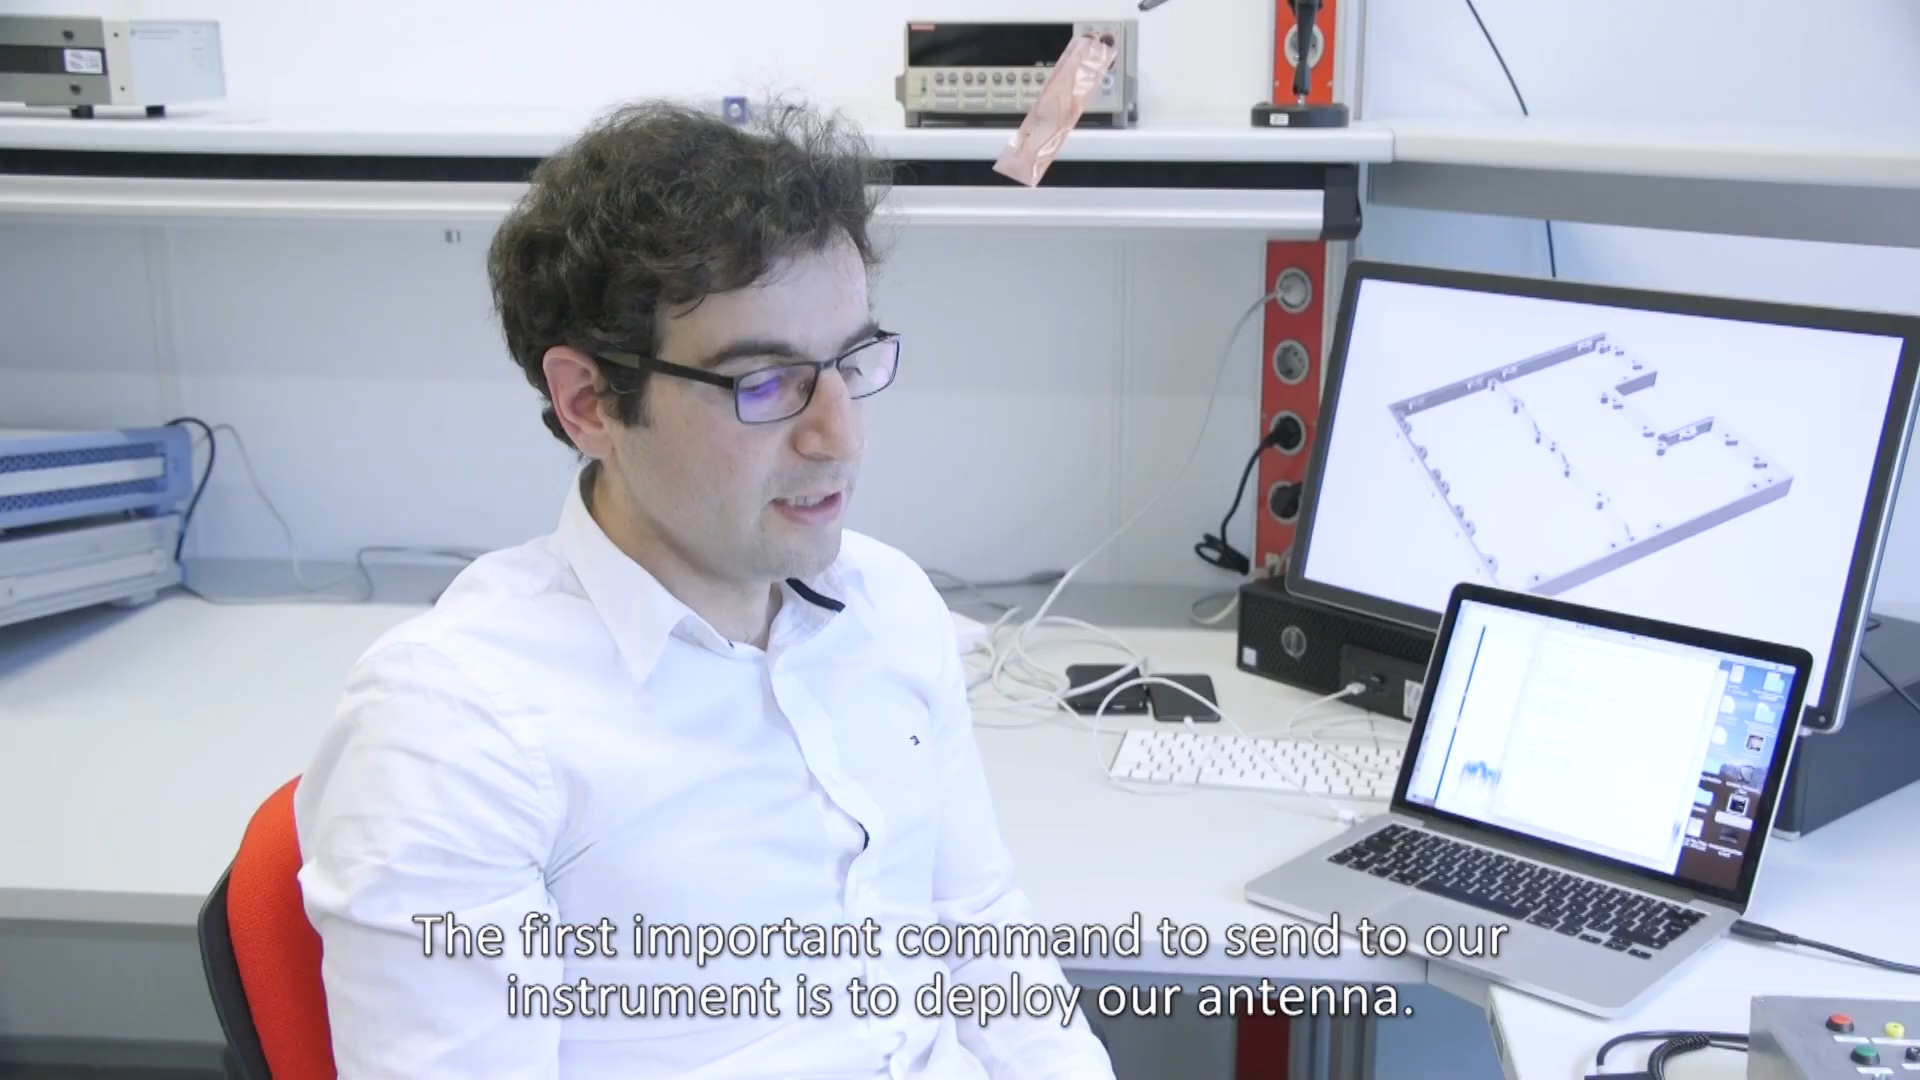 The first important command to send to our
instrument is to deploy our antenna.